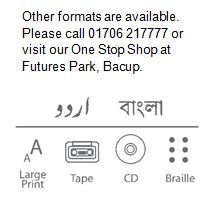 Other formats are available.
Please call 01706 217777 or
visit our One Stop Shop at
Futures Park, Bacup.
اردو বাংলা
A A
Large Print Tape CD Braille